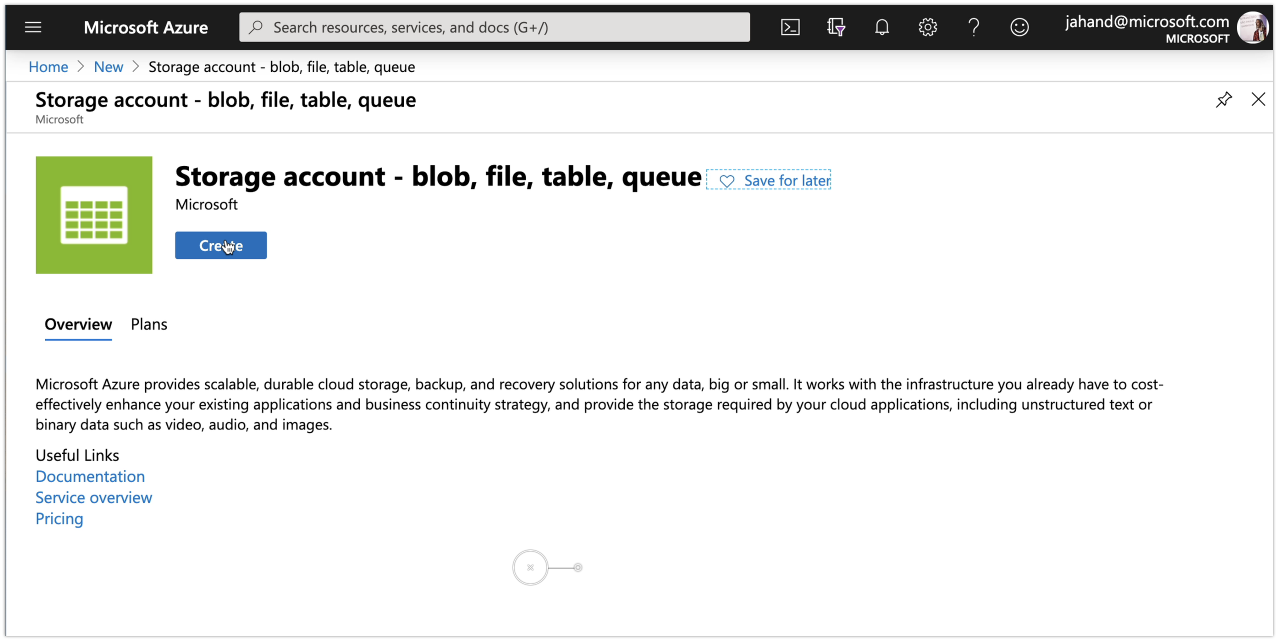 Microsoft Azure
Search resources, services, and docs (G+/)
jahand@microsoft.com
MICROSOFT
Home > New > Storage account - blob, file, table, queue
Storage account - blob, file, table, queue
Microsoft
Storage account - blob, file, table, queue
Save for later
Microsoft
Create
Overview Plans
Microsoft Azure provides scalable, durable cloud storage, backup, and recovery solutions for any data, big or small. It works with the infrastructure you already have to cost-
effectively enhance your existing applications and business continuity strategy, and provide the storage required by your cloud applications, including unstructured text or
binary data such as video, audio, and images.
Useful Links
Documentation
Service overview
Pricing